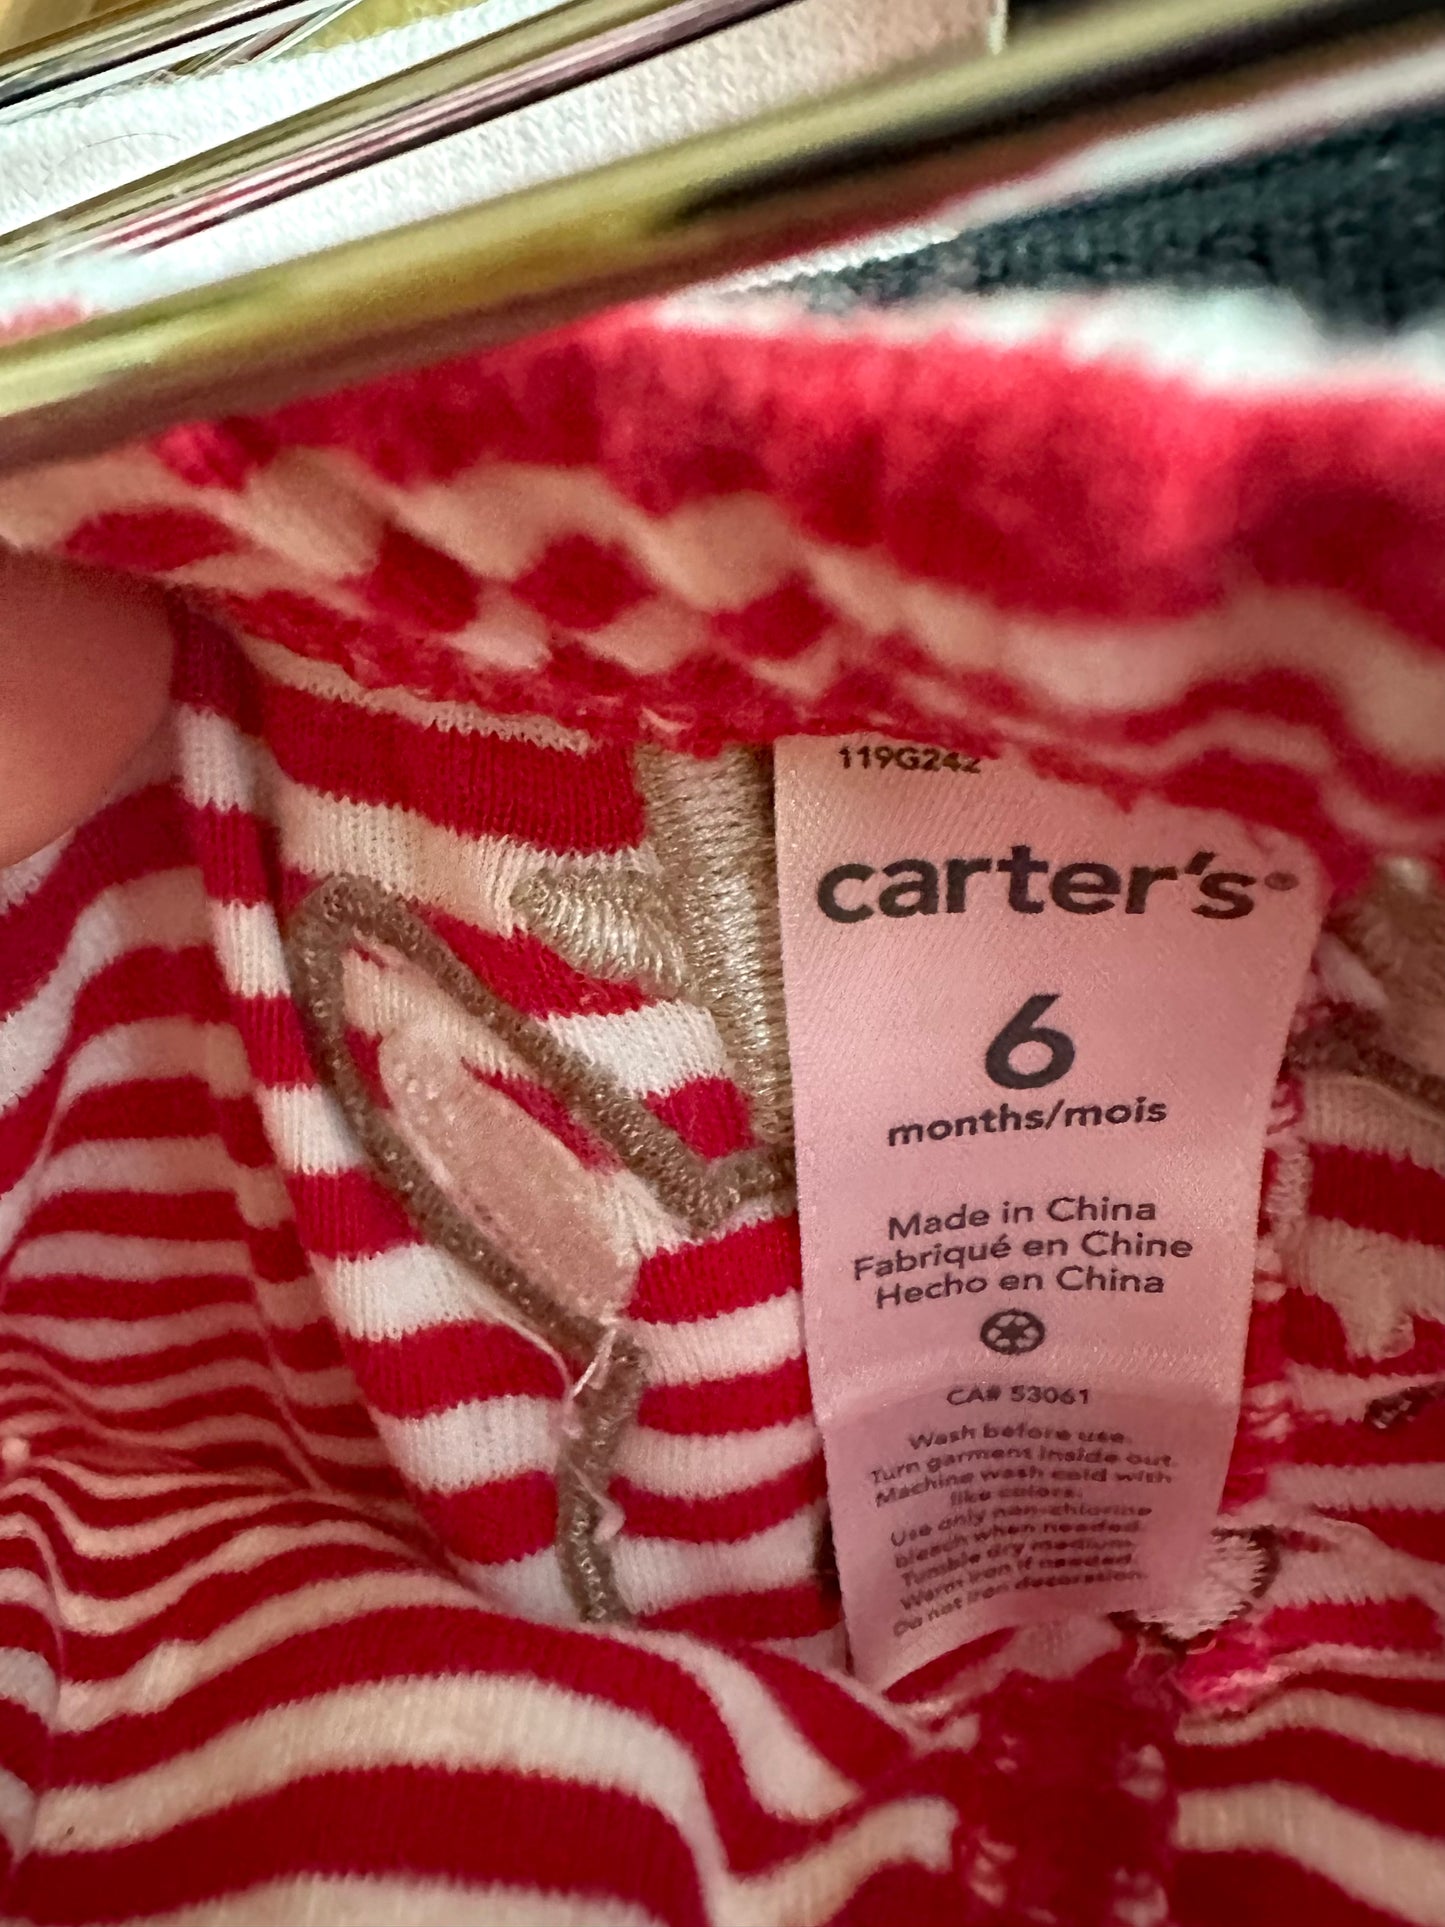 119G242
carter's®
6
months/mois
Made in China
Fabriqué en Chine
Hecho en China
CA# 53061
Wash before use.
Turn garment inside out.
Machine wash cold with
like colors.
Use only non-chlorine
bleach when needed.
Tumble dry medium.
Warm iron if needed.
Do not iron decoration.